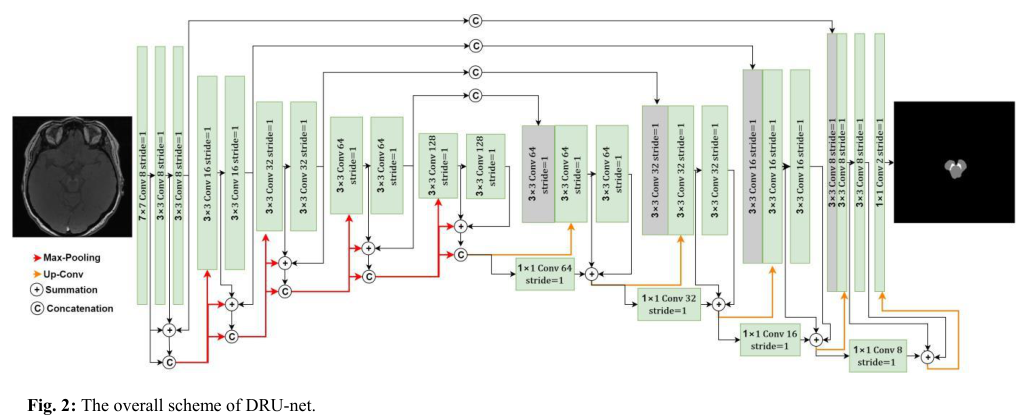 C
C
C
C
7×7 Conv 8 stride=1
3×3 Conv 8 stride=1
3×3 Conv 8 stride=1
3×3 Conv 16 stride=1
3×3 Conv 16 stride=1
3×3 Conv 32 stride=1
3×3 Conv 32 stride=1
3×3 Conv 64
stride=1
3×3 Conv 64
stride=1
3×3 Conv 128
stride=1
3×3 Conv 128
stride=1
3×3 Conv 64
stride=1
3×3 Conv 64
stride=1
3×3 Conv 64
stride=1
3×3 Conv 32 stride=1
3×3 Conv 32 stride=1
3×3 Conv 32 stride=1
3×3 Conv 16 stride=1
3×3 Conv 16 stride=1
3×3 Conv 16 stride=1
3×3 Conv 8 stride=1
3×3 Conv 8 stride=1
3×3 Conv 8 stride=1
1×1 Conv 2 stride=1
Max-Pooling
Up-Conv
+ Summation
C Concatenation
+
C
+
C
+
C
+
C
+
C
1×1 Conv 64
stride=1
+
1×1 Conv 32
stride=1
+
1×1 Conv 16
stride=1
+
1×1 Conv 8
stride=1
+
Fig. 2: The overall scheme of DRU-net.